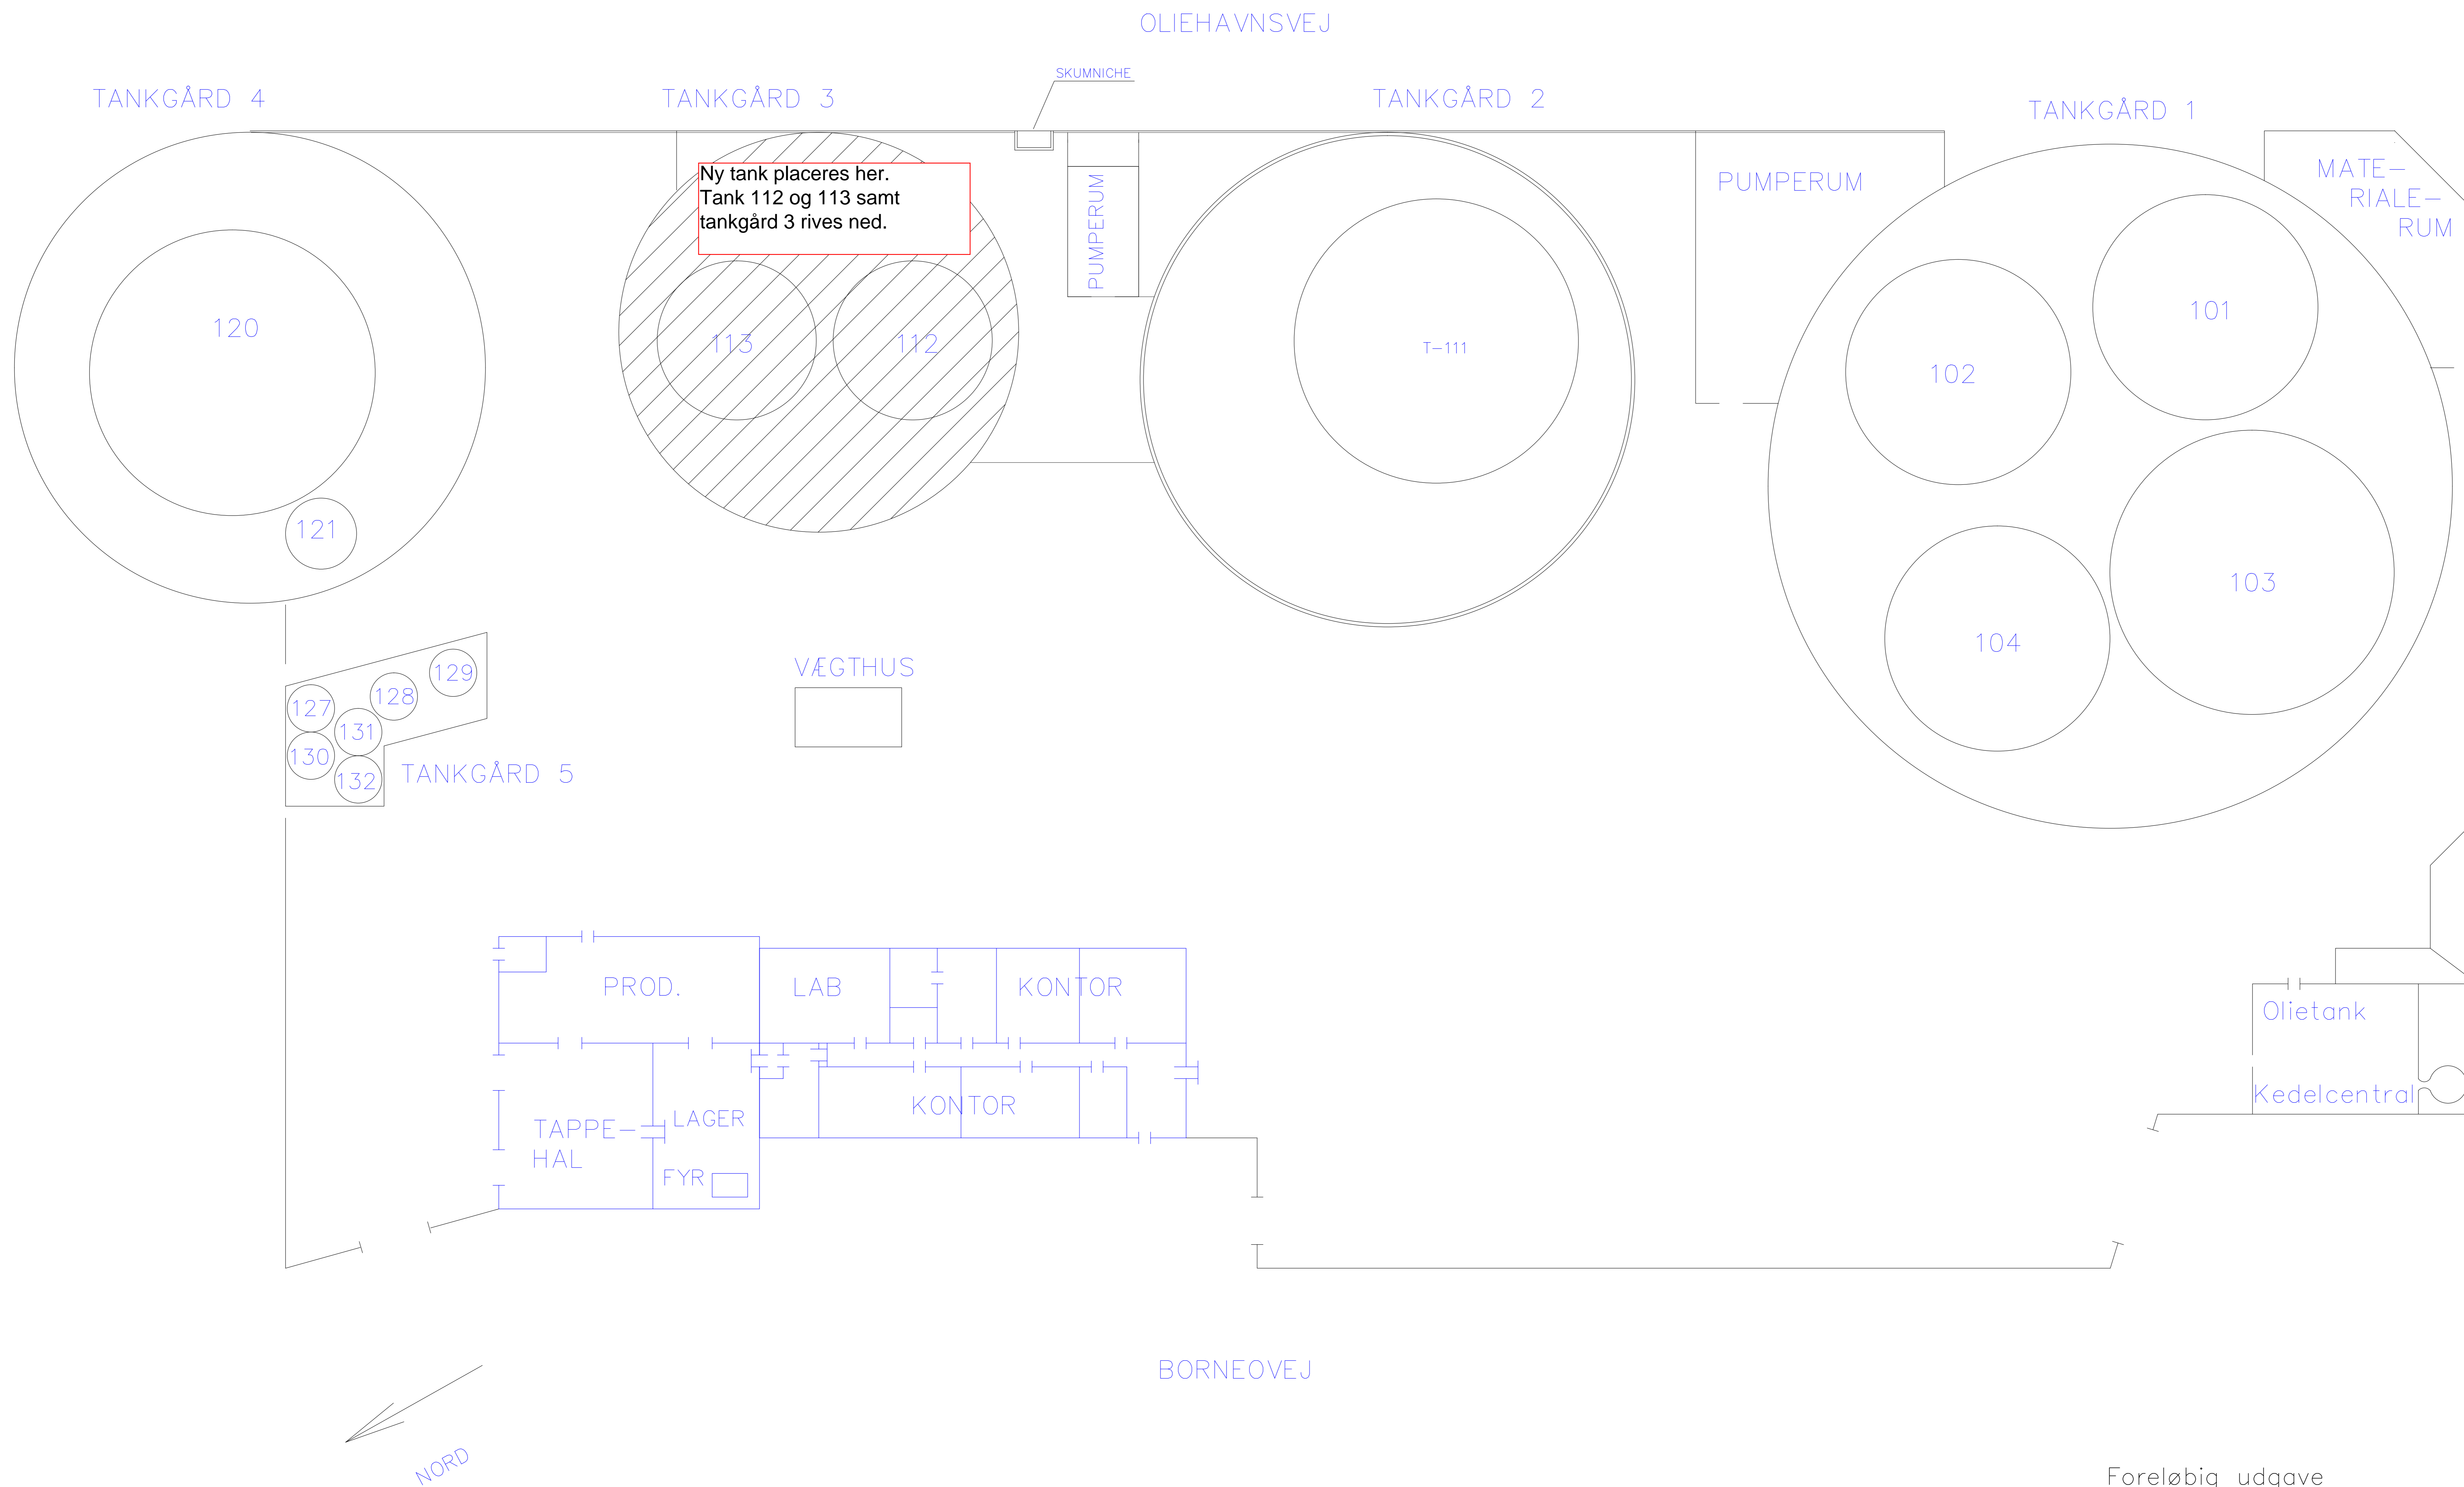 OLIEHAVNSVEJ
SKUMNICHE
TANKGÅRD 4
TANKGÅRD 3
TANKGÅRD 2
TANKGÅRD 1
Ny tank placeres her.
Tank 112 og 113 samt
tankgård 3 rives ned.
PUMPERUM
PUMPERUM
MATE-
RIALE-
RUM
120
113
112
T-111
102
101
121
103
104
129
128
127
131
130
132
TANKGÅRD 5
VÆGTHUS
PROD.
LAB
KONTOR
Olietank
Kedelcentral
KONTOR
LAGER
TAPPE-
HAL
FYR
BORNEOVEJ
NORD
Foreløbig udgave